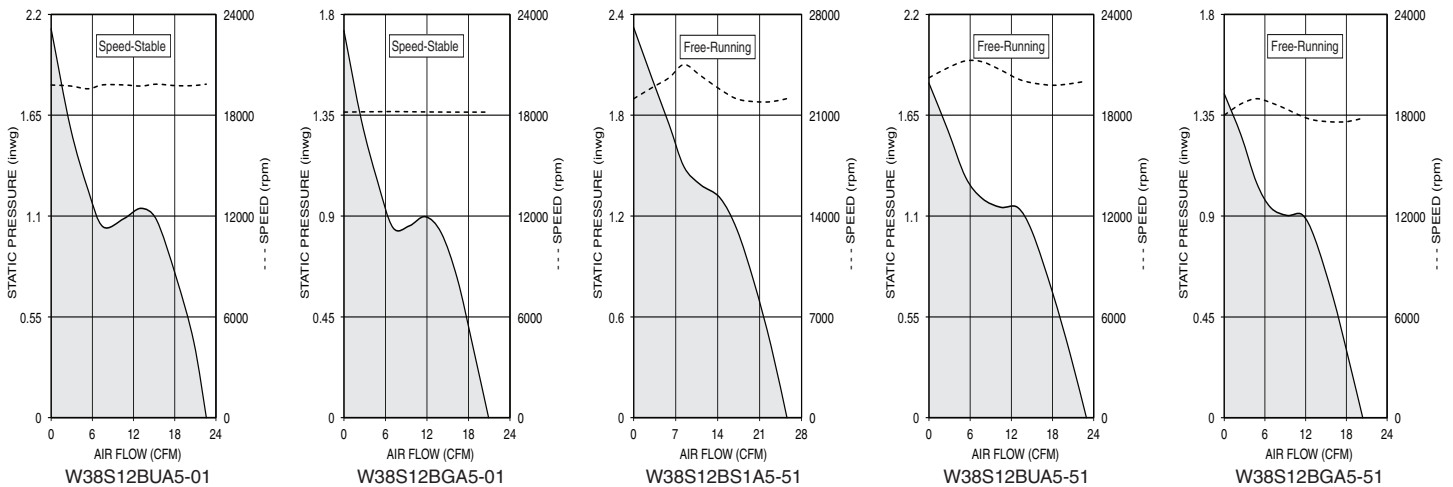 2.2
1.65
1.1
0.55
0
STATIC PRESSURE (inwg)
24000
18000
12000
6000
0
--- SPEED (rpm)
Speed-Stable
0 6 12 18 24
AIR FLOW (CFM)
W38S12BUA5-01
1.8
1.35
0.9
0.45
0
STATIC PRESSURE (inwg)
24000
18000
12000
6000
0
--- SPEED (rpm)
Speed-Stable
0 6 12 18 24
AIR FLOW (CFM)
W38S12BGA5-01
2.4
1.8
1.2
0.6
0
STATIC PRESSURE (inwg)
28000
21000
14000
7000
0
--- SPEED (rpm)
Free-Running
0 7 14 21 28
AIR FLOW (CFM)
W38S12BS1A5-51
2.2
1.65
1.1
0.55
0
STATIC PRESSURE (inwg)
24000
18000
12000
6000
0
--- SPEED (rpm)
Free-Running
0 6 12 18 24
AIR FLOW (CFM)
W38S12BUA5-51
1.8
1.35
0.9
0.45
0
STATIC PRESSURE (inwg)
24000
18000
12000
6000
0
--- SPEED (rpm)
Free-Running
0 6 12 18 24
AIR FLOW (CFM)
W38S12BGA5-51